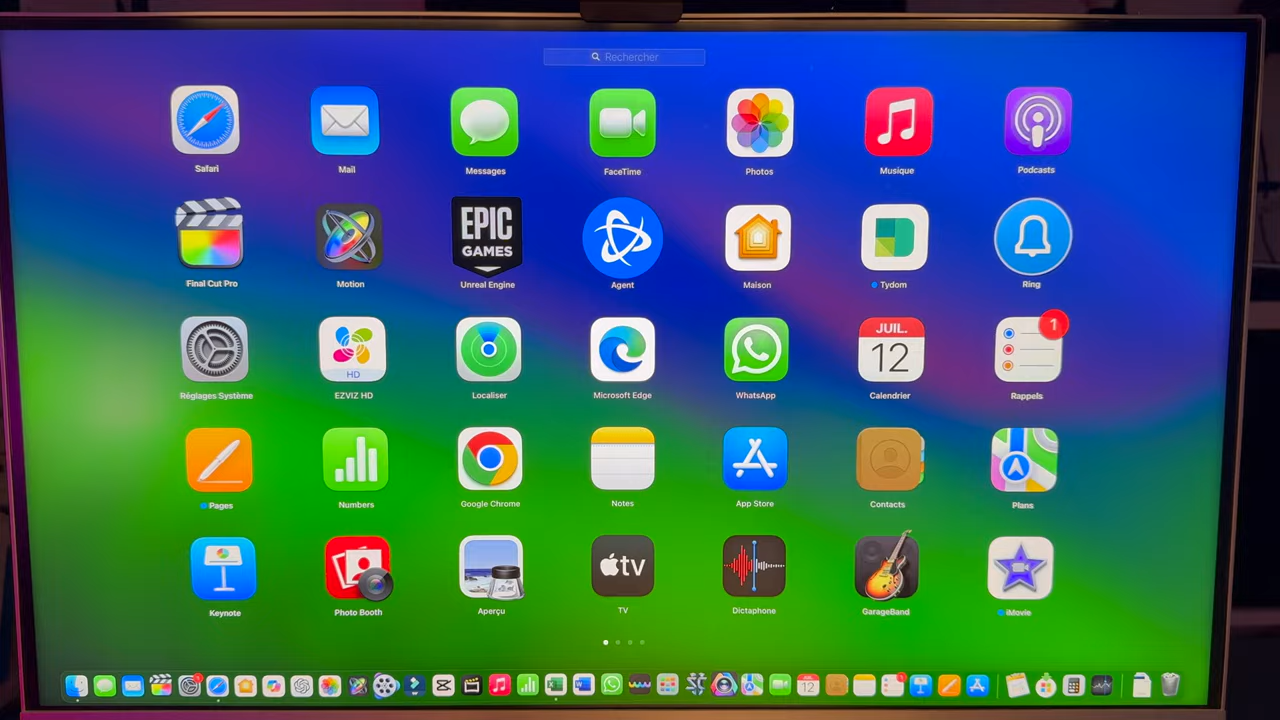 Rechercher
Safari
Mail
Messages
FaceTime
Photos
Musique
Podcasts
EPIC
GAMES
Final Cut Pro
Motion
Unreal Engine
Agent
Maison
Tydom
Ring
HD
JUIL.
12
1
Réglages Système
EZVIZ HD
Localiser
Microsoft Edge
WhatsApp
Calendrier
Rappels
Pages
Numbers
Google Chrome
Notes
App Store
Contacts
Plans
tv
Keynote
Photo Booth
Aperçu
TV
Dictaphone
GarageBand
iMovie
12